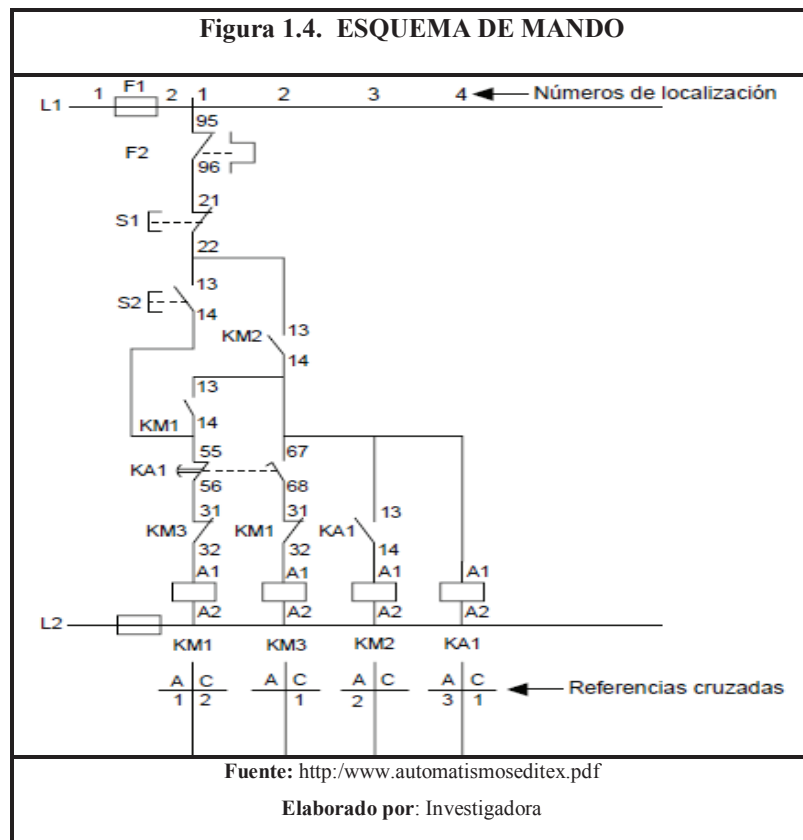 Figura 1.4. ESQUEMA DE MANDO
1 F1 2 1 2 3 4 Números de localización
L1
95
F2
96
21
S1
22
13
S2
14
KM2 13
14
13
KM1 14
55 67
KA1
56 68
31 31 13
KM3 KM1 KA1
32 32 14
A1 A1 A1 A1
A2 A2 A2 A2
L2
KM1 KM3 KM2 KA1
A C A C A C A C Referencias cruzadas
1 2 1 2 3 1
Fuente: http:/www.automatismoseditex.pdf
Elaborado por: Investigadora